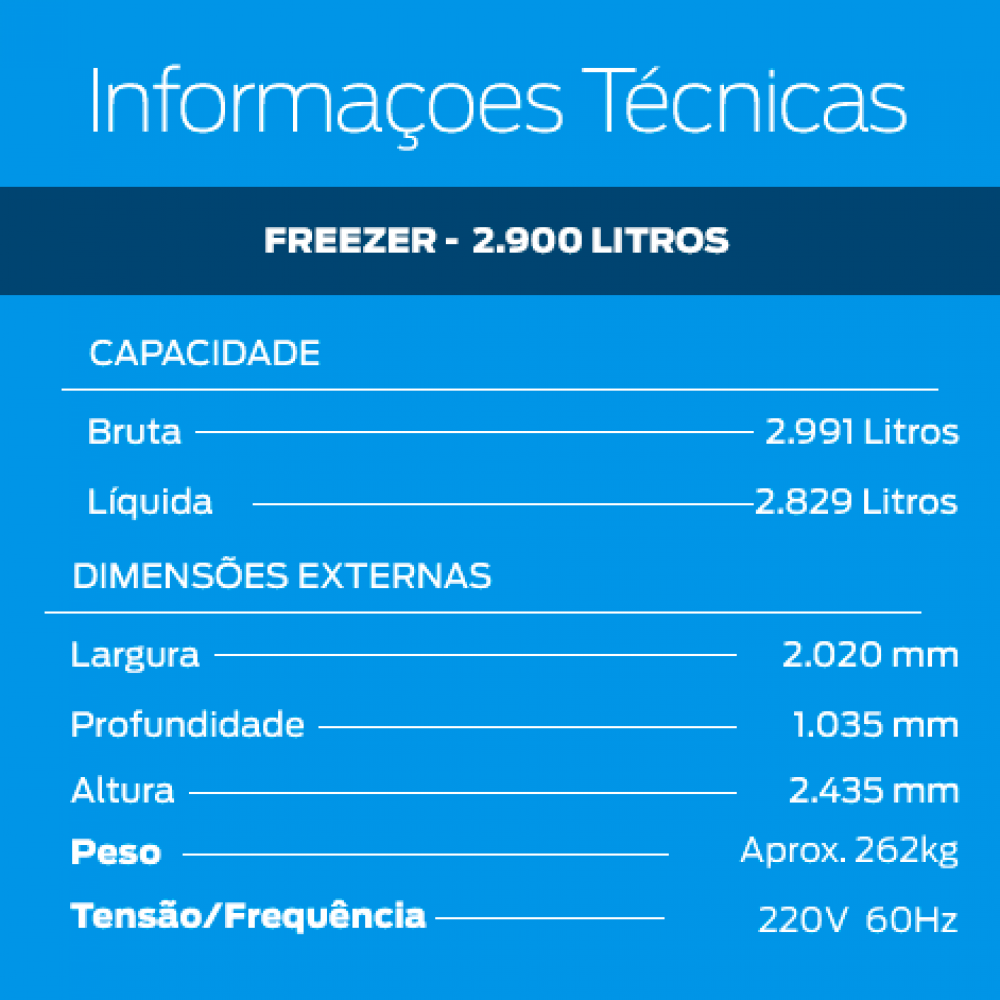 Informaçoes Técnicas
FREEZER - 2.900 LITROS
CAPACIDADE
Bruta 2.991 Litros
Líquida 2.829 Litros
DIMENSÕES EXTERNAS
Largura 2.020 mm
Profundidade 1.035 mm
Altura 2.435 mm
Peso Aprox. 262kg
Tensão/Frequência 220V 60Hz